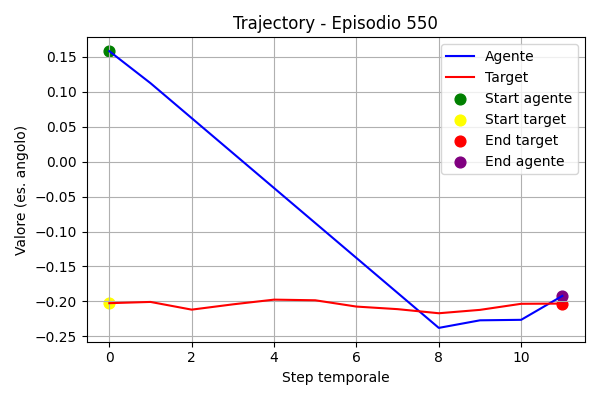 Trajectory - Episodio 550
Agente
Target
Start agente
Start target
End target
End agente
Valore (es. angolo)
0.15
0.10
0.05
0.00
−0.05
−0.10
−0.15
−0.20
−0.25
0 2 4 6 8 10
Step temporale